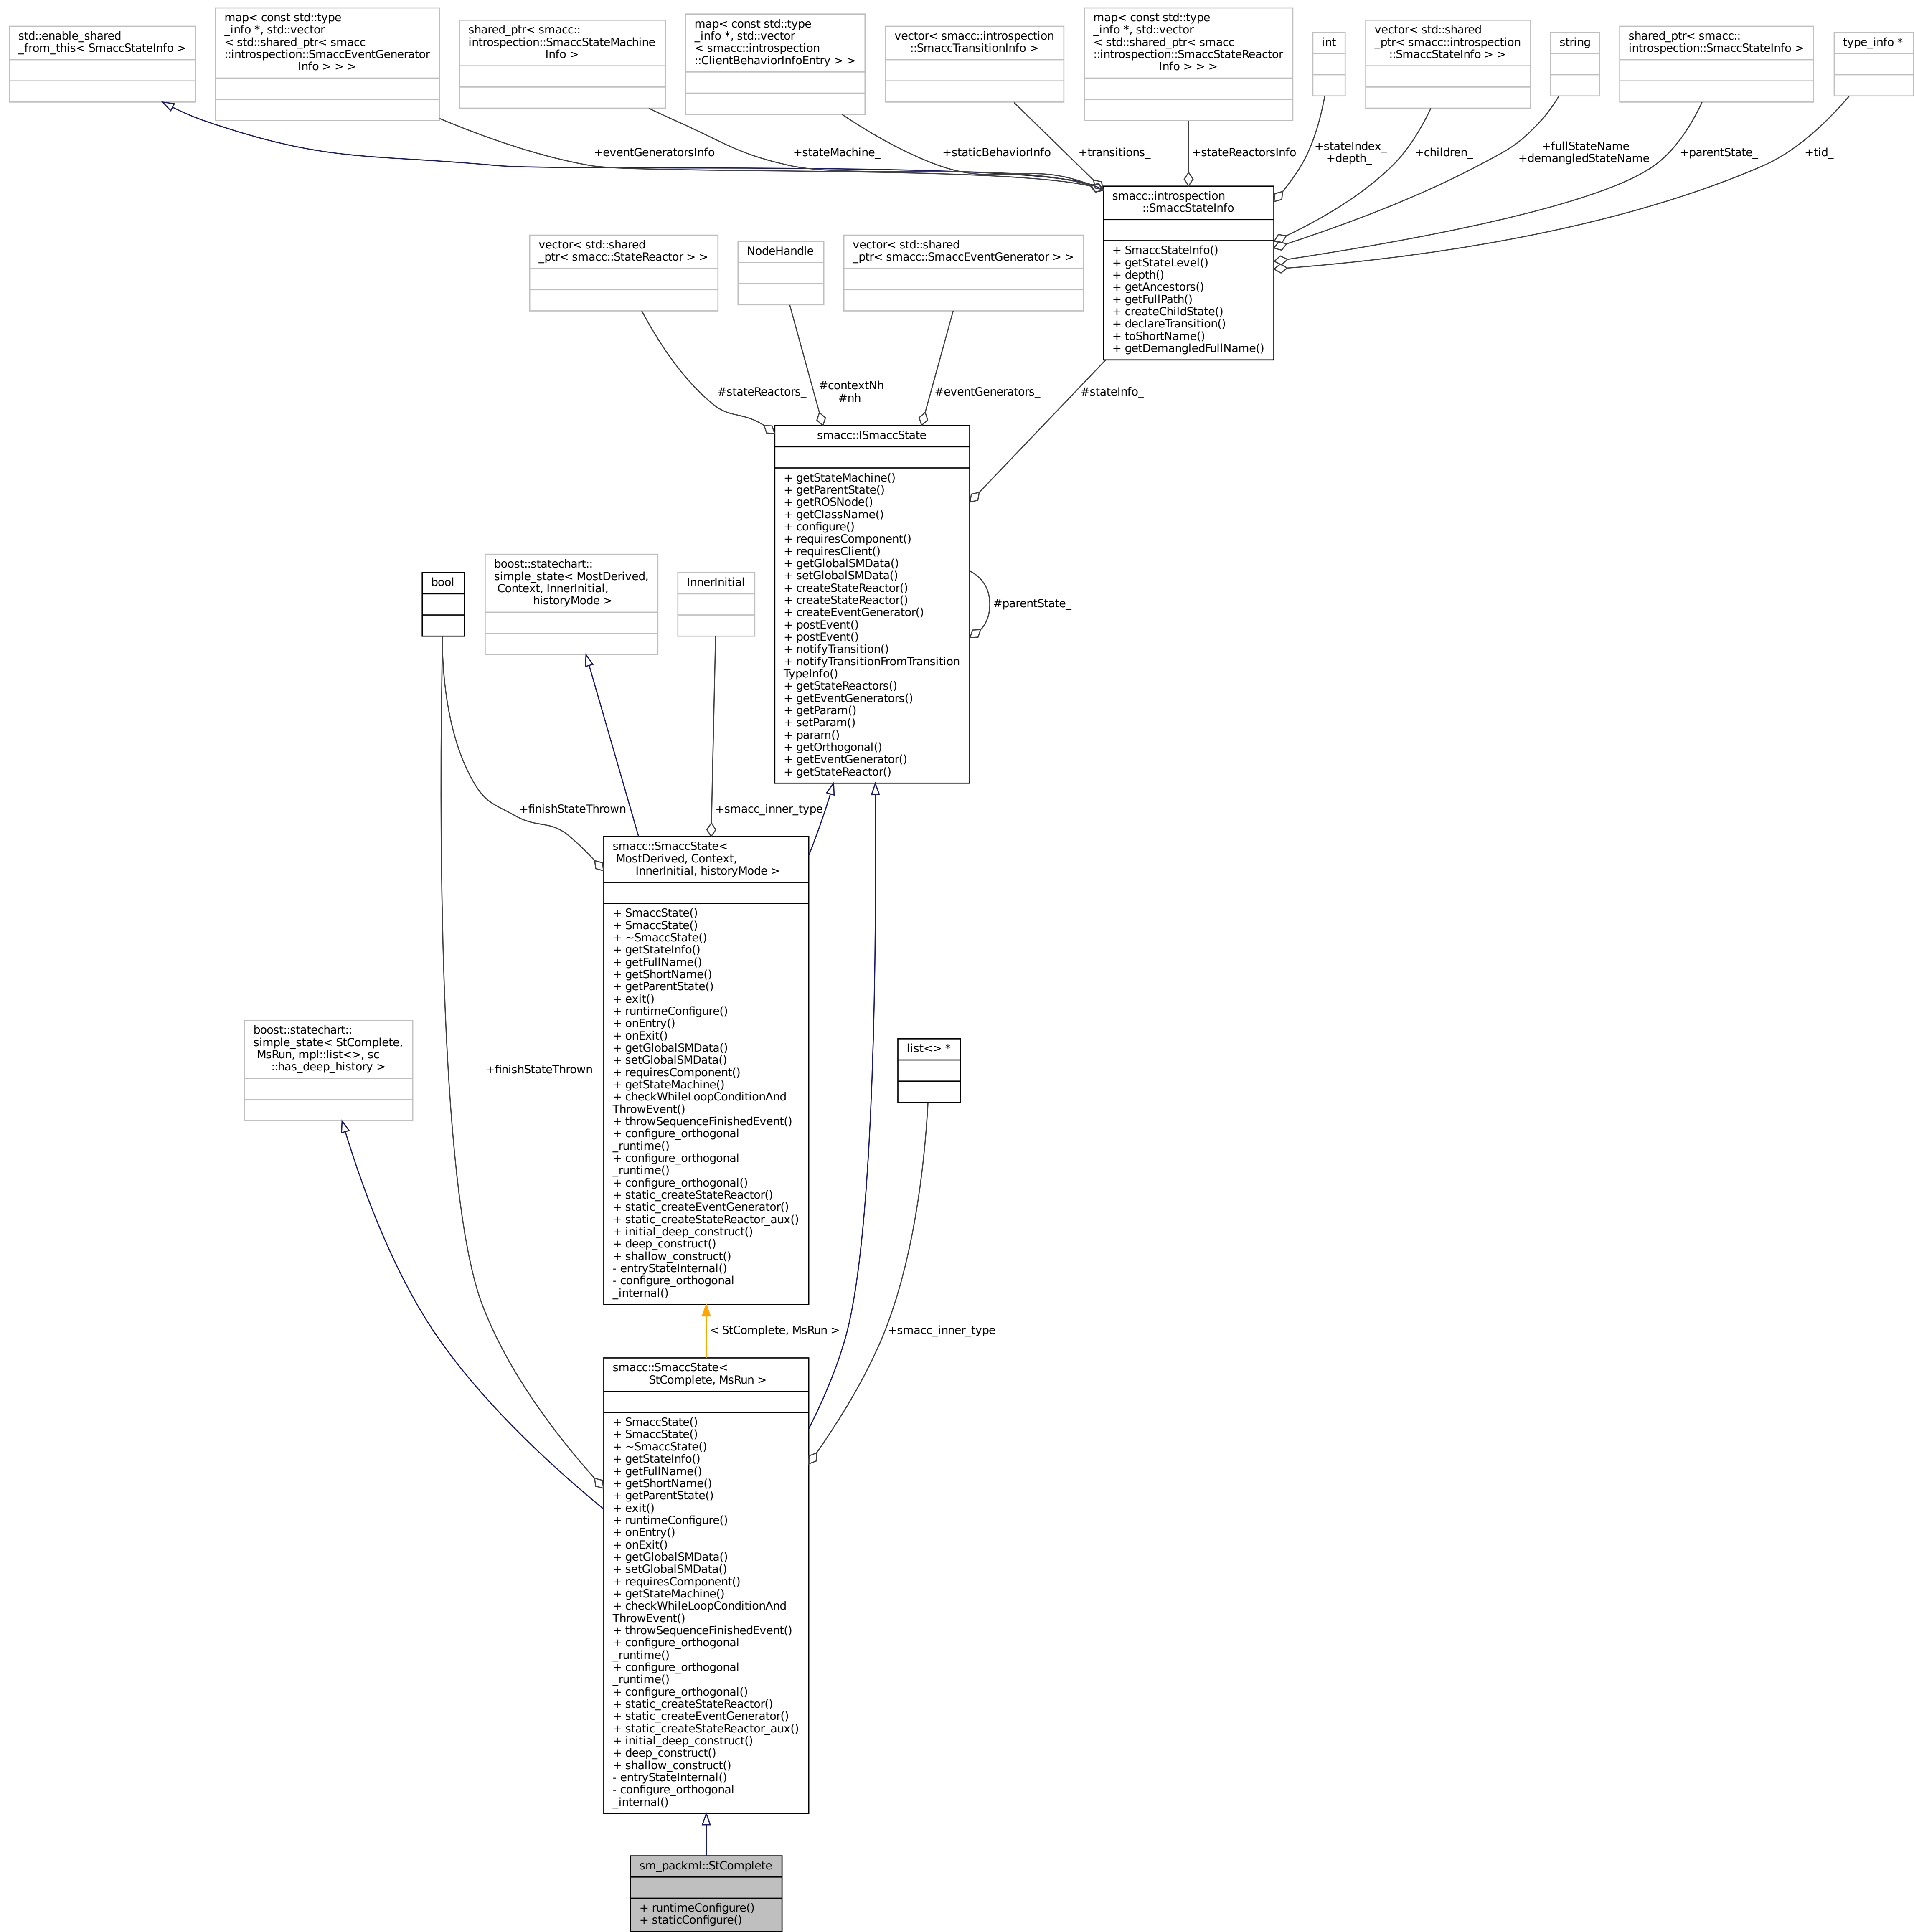 std::enable_shared
_from_this< SmaccStateInfo >
map< const std::type
_info *, std::vector
< std::shared_ptr< smacc
::introspection::SmaccEventGenerator
Info > > >
shared_ptr< smacc::
introspection::SmaccStateMachine
Info >
map< const std::type
_info *, std::vector
< smacc::introspection
::ClientBehaviorInfoEntry > >
vector< smacc::introspection
::SmaccTransitionInfo >
map< const std::type
_info *, std::vector
< std::shared_ptr< smacc
::introspection::SmaccStateReactor
Info > > >
int
vector< std::shared
_ptr< smacc::introspection
::SmaccStateInfo > >
string
shared_ptr< smacc::
introspection::SmaccStateInfo >
type_info *
+eventGeneratorsInfo
+stateMachine_
+staticBehaviorInfo
+transitions_
+stateReactorsInfo
+stateIndex_
+depth_
+children_
+fullStateName
+demangledStateName
+parentState_
+tid_
smacc::introspection
::SmaccStateInfo
+ SmaccStateInfo()
+ getStateLevel()
+ depth()
+ getAncestors()
+ getFullPath()
+ createChildState()
+ declareTransition()
+ toShortName()
+ getDemangledFullName()
vector< std::shared
_ptr< smacc::StateReactor > >
NodeHandle
vector< std::shared
_ptr< smacc::SmaccEventGenerator > >
#stateReactors_
#contextNh
#nh
#eventGenerators_
#stateInfo_
smacc::ISmaccState
+ getStateMachine()
+ getParentState()
+ getROSNode()
+ getClassName()
+ configure()
+ requiresComponent()
+ requiresClient()
+ getGlobalSMData()
+ setGlobalSMData()
+ createStateReactor()
+ createStateReactor()
+ createEventGenerator()
+ postEvent()
+ postEvent()
+ notifyTransition()
+ notifyTransitionFromTransition
TypeInfo()
+ getStateReactors()
+ getEventGenerators()
+ getParam()
+ setParam()
+ param()
+ getOrthogonal()
+ getEventGenerator()
+ getStateReactor()
#parentState_
bool
boost::statechart::
simple_state< MostDerived,
Context, InnerInitial,
historyMode >
InnerInitial
+finishStateThrown
+smacc_inner_type
smacc::SmaccState<
MostDerived, Context,
InnerInitial, historyMode >
+ SmaccState()
+ SmaccState()
+ ~SmaccState()
+ getStateInfo()
+ getFullName()
+ getShortName()
+ getParentState()
+ exit()
+ runtimeConfigure()
+ onEntry()
+ onExit()
+ getGlobalSMData()
+ setGlobalSMData()
+ requiresComponent()
+ getStateMachine()
+ checkWhileLoopConditionAnd
ThrowEvent()
+ throwSequenceFinishedEvent()
+ configure_orthogonal
_runtime()
+ configure_orthogonal
_runtime()
+ configure_orthogonal()
+ static_createStateReactor()
+ static_createEventGenerator()
+ static_createStateReactor_aux()
+ initial_deep_construct()
+ deep_construct()
+ shallow_construct()
- entryStateInternal()
- configure_orthogonal
_internal()
boost::statechart::
simple_state< StComplete,
MsRun, mpl::list<>, sc
::has_deep_history >
+finishStateThrown
list<> *
< StComplete, MsRun >
+smacc_inner_type
smacc::SmaccState<
StComplete, MsRun >
+ SmaccState()
+ SmaccState()
+ ~SmaccState()
+ getStateInfo()
+ getFullName()
+ getShortName()
+ getParentState()
+ exit()
+ runtimeConfigure()
+ onEntry()
+ onExit()
+ getGlobalSMData()
+ setGlobalSMData()
+ requiresComponent()
+ getStateMachine()
+ checkWhileLoopConditionAnd
ThrowEvent()
+ throwSequenceFinishedEvent()
+ configure_orthogonal
_runtime()
+ configure_orthogonal
_runtime()
+ configure_orthogonal()
+ static_createStateReactor()
+ static_createEventGenerator()
+ static_createStateReactor_aux()
+ initial_deep_construct()
+ deep_construct()
+ shallow_construct()
- entryStateInternal()
- configure_orthogonal
_internal()
sm_packml::StComplete
+ runtimeConfigure()
+ staticConfigure()